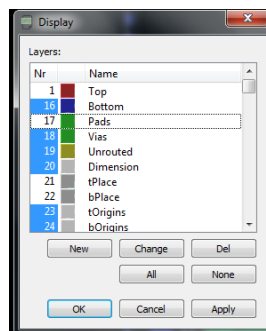 Display
Layers:
Nr Name
1 Top
16 Bottom
17 Pads
18 Vias
19 Unrouted
20 Dimension
21 tPlace
22 bPlace
23 tOrigins
24 bOrigins
New Change Del
All None
OK Cancel Apply